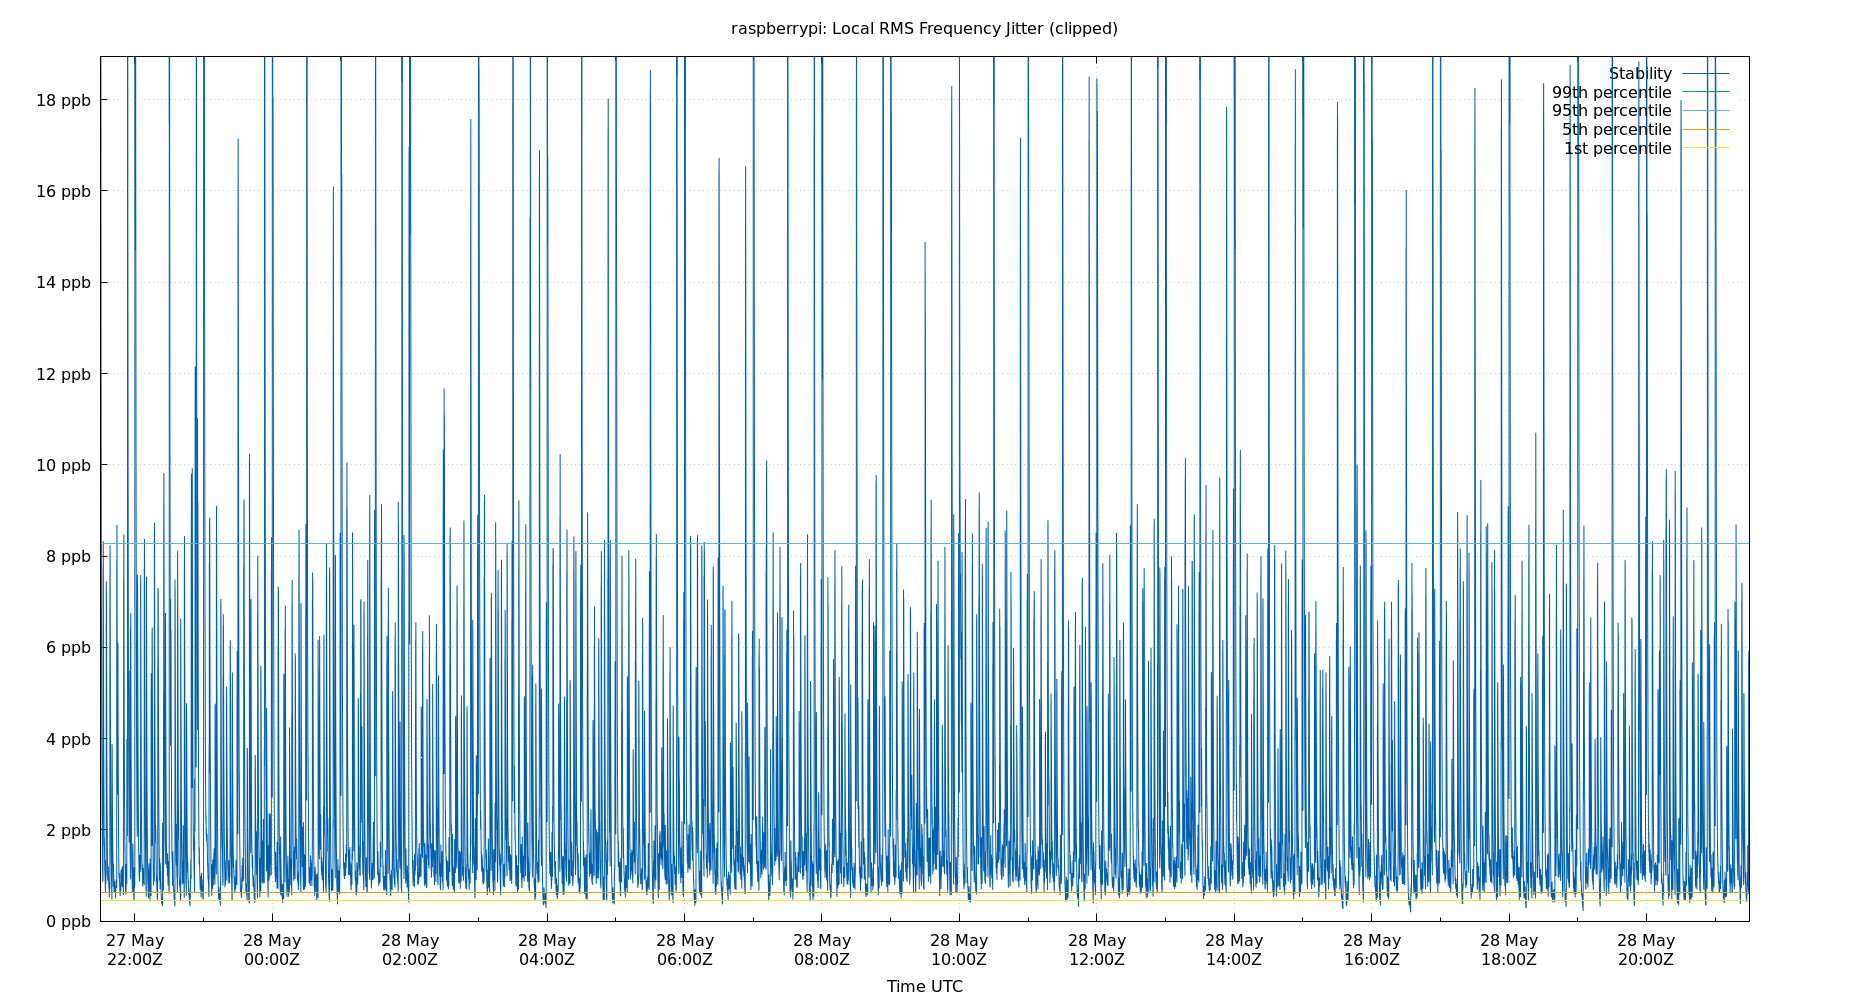 raspberrypi: Local RMS Frequency Jitter (clipped)
Stability
99th percentile
95th percentile
5th percentile
1st percentile
18 ppb
16 ppb
14 ppb
12 ppb
10 ppb
8 ppb
6 ppb
4 ppb
2 ppb
0 ppb
27 May 28 May 28 May 28 May 28 May 28 May 28 May 28 May 28 May 28 May 28 May 28 May
22:00Z 00:00Z 02:00Z 04:00Z 06:00Z 08:00Z 10:00Z 12:00Z 14:00Z 16:00Z 18:00Z 20:00Z
Time UTC